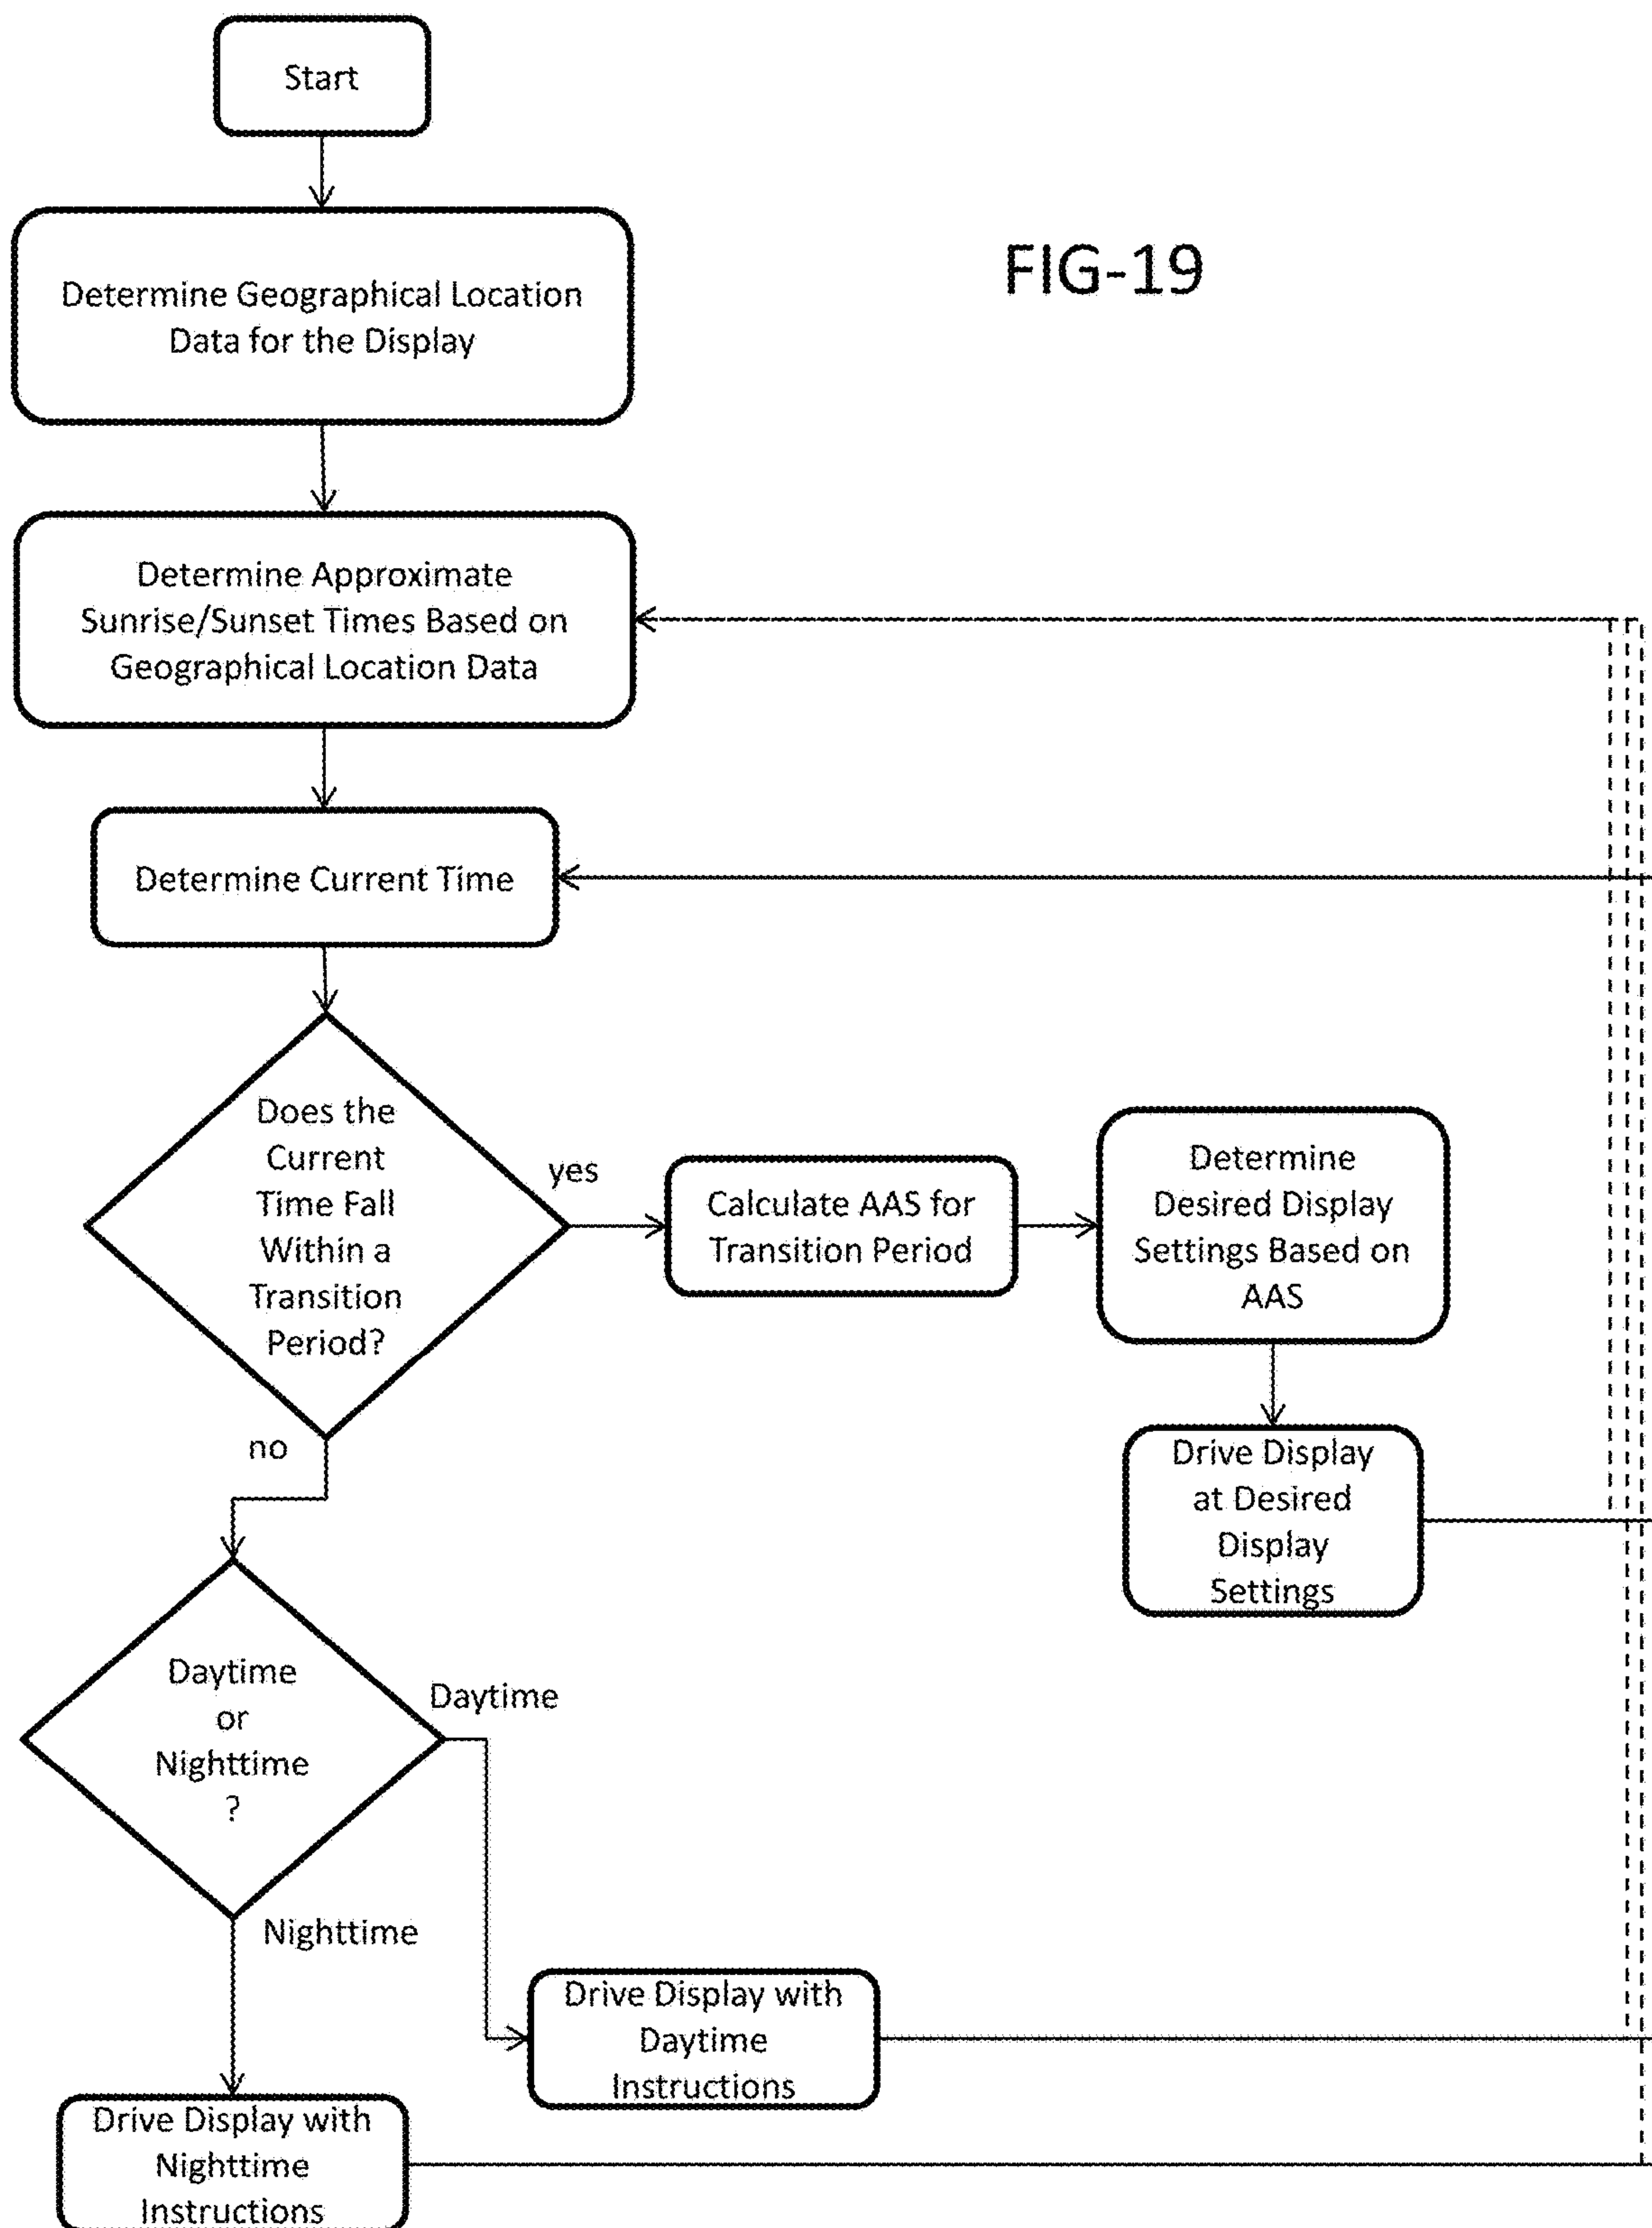 Start
FIG-19
Determine Geographical Location
Data for the Display
Determine Approximate
Sunrise/Sunset Times Based on
Geographical Location Data
Determine Current Time
Does the
Current
Time Fall
Within a
Transition
Period?
yes
Calculate AAS for
Transition Period
Determine
Desired Display
Settings Based on
AAS
Drive Display
at Desired
Display
Settings
no
Daytime
or
Nighttime
?
Daytime
Nighttime
Drive Display with
Daytime
Instructions
Drive Display with
Nighttime
Instructions